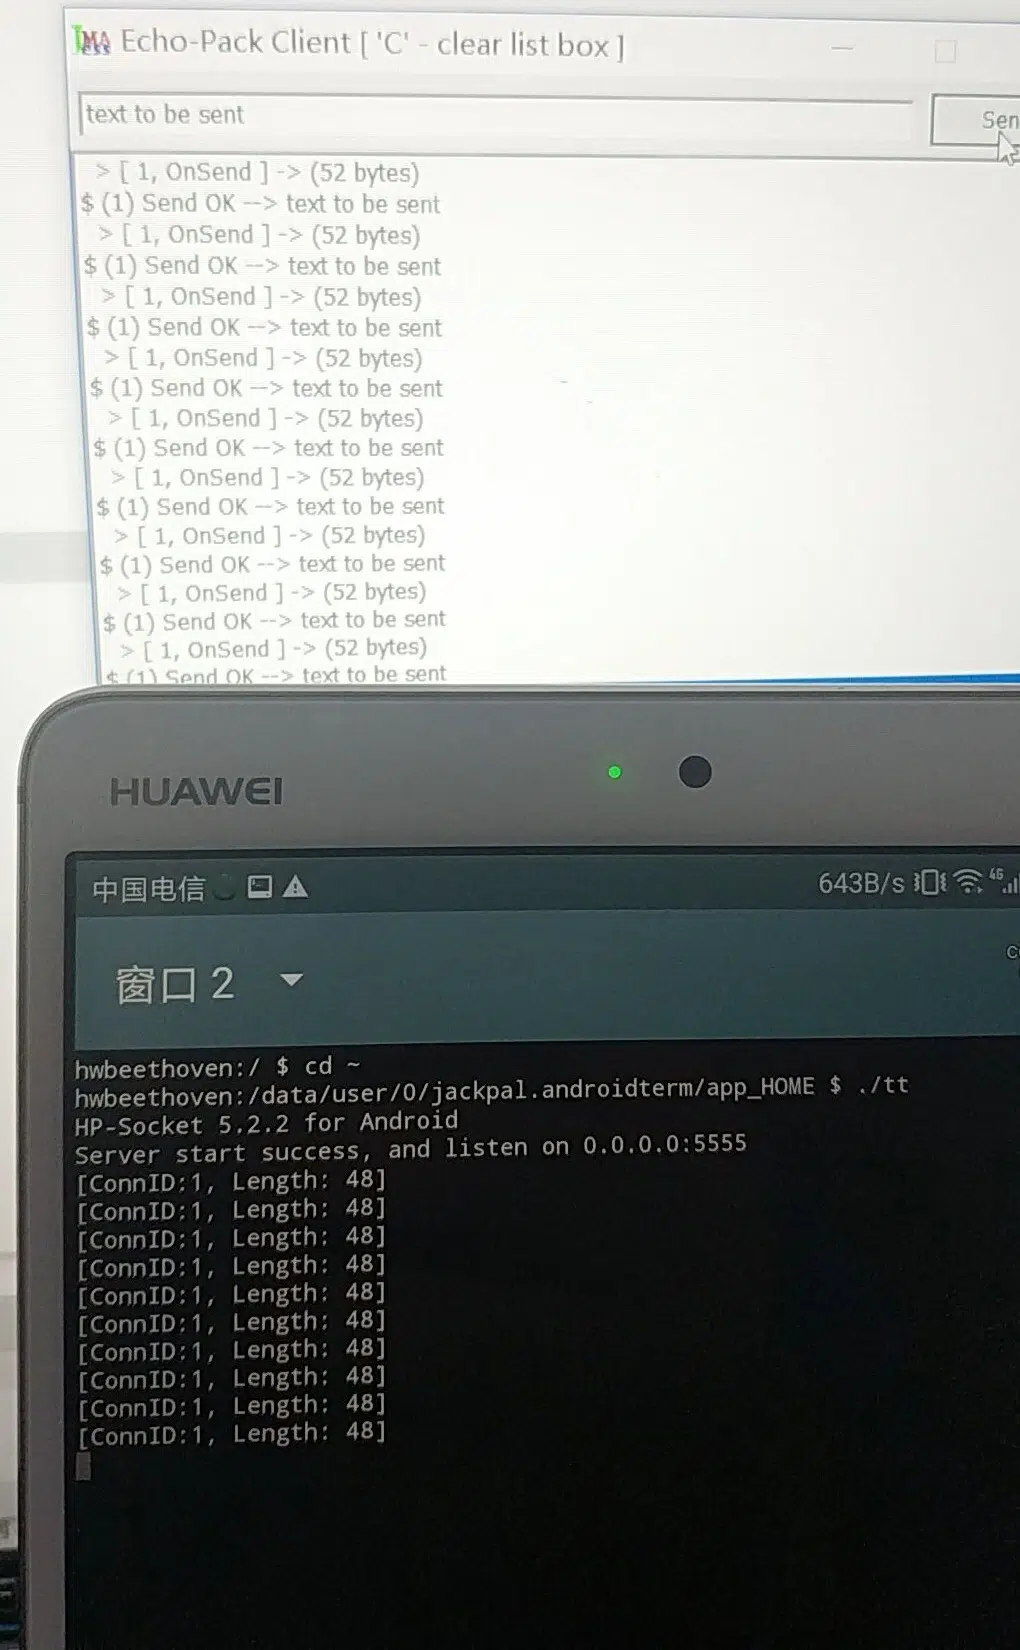 Echo-Pack Client [ 'C' - clear list box ]
text to be sent
Sen
> [ 1, OnSend ] -> (52 bytes)
$ (1) Send OK --> text to be sent
> [ 1, OnSend ] -> (52 bytes)
$ (1) Send OK --> text to be sent
> [ 1, OnSend ] -> (52 bytes)
$ (1) Send OK --> text to be sent
> [ 1, OnSend ] -> (52 bytes)
$ (1) Send OK --> text to be sent
> [ 1, OnSend ] -> (52 bytes)
$ (1) Send OK --> text to be sent
> [ 1, OnSend ] -> (52 bytes)
$ (1) Send OK --> text to be sent
> [ 1, OnSend ] -> (52 bytes)
$ (1) Send OK --> text to be sent
> [ 1, OnSend ] -> (52 bytes)
$ (1) Send OK --> text to be sent
> [ 1, OnSend ] -> (52 bytes)
$ (1) Send OK --> text to be sent
HUAWEI
中国电信 643B/s 4G
窗口 2
hwbeethoven:/ $ cd ~
hwbeethoven:/data/user/0/jackpal.androidterm/app_HOME $ ./tt
HP-Socket 5.2.2 for Android
Server start success, and listen on 0.0.0.0:5555
[ConnID:1, Length: 48]
[ConnID:1, Length: 48]
[ConnID:1, Length: 48]
[ConnID:1, Length: 48]
[ConnID:1, Length: 48]
[ConnID:1, Length: 48]
[ConnID:1, Length: 48]
[ConnID:1, Length: 48]
[ConnID:1, Length: 48]
[ConnID:1, Length: 48]